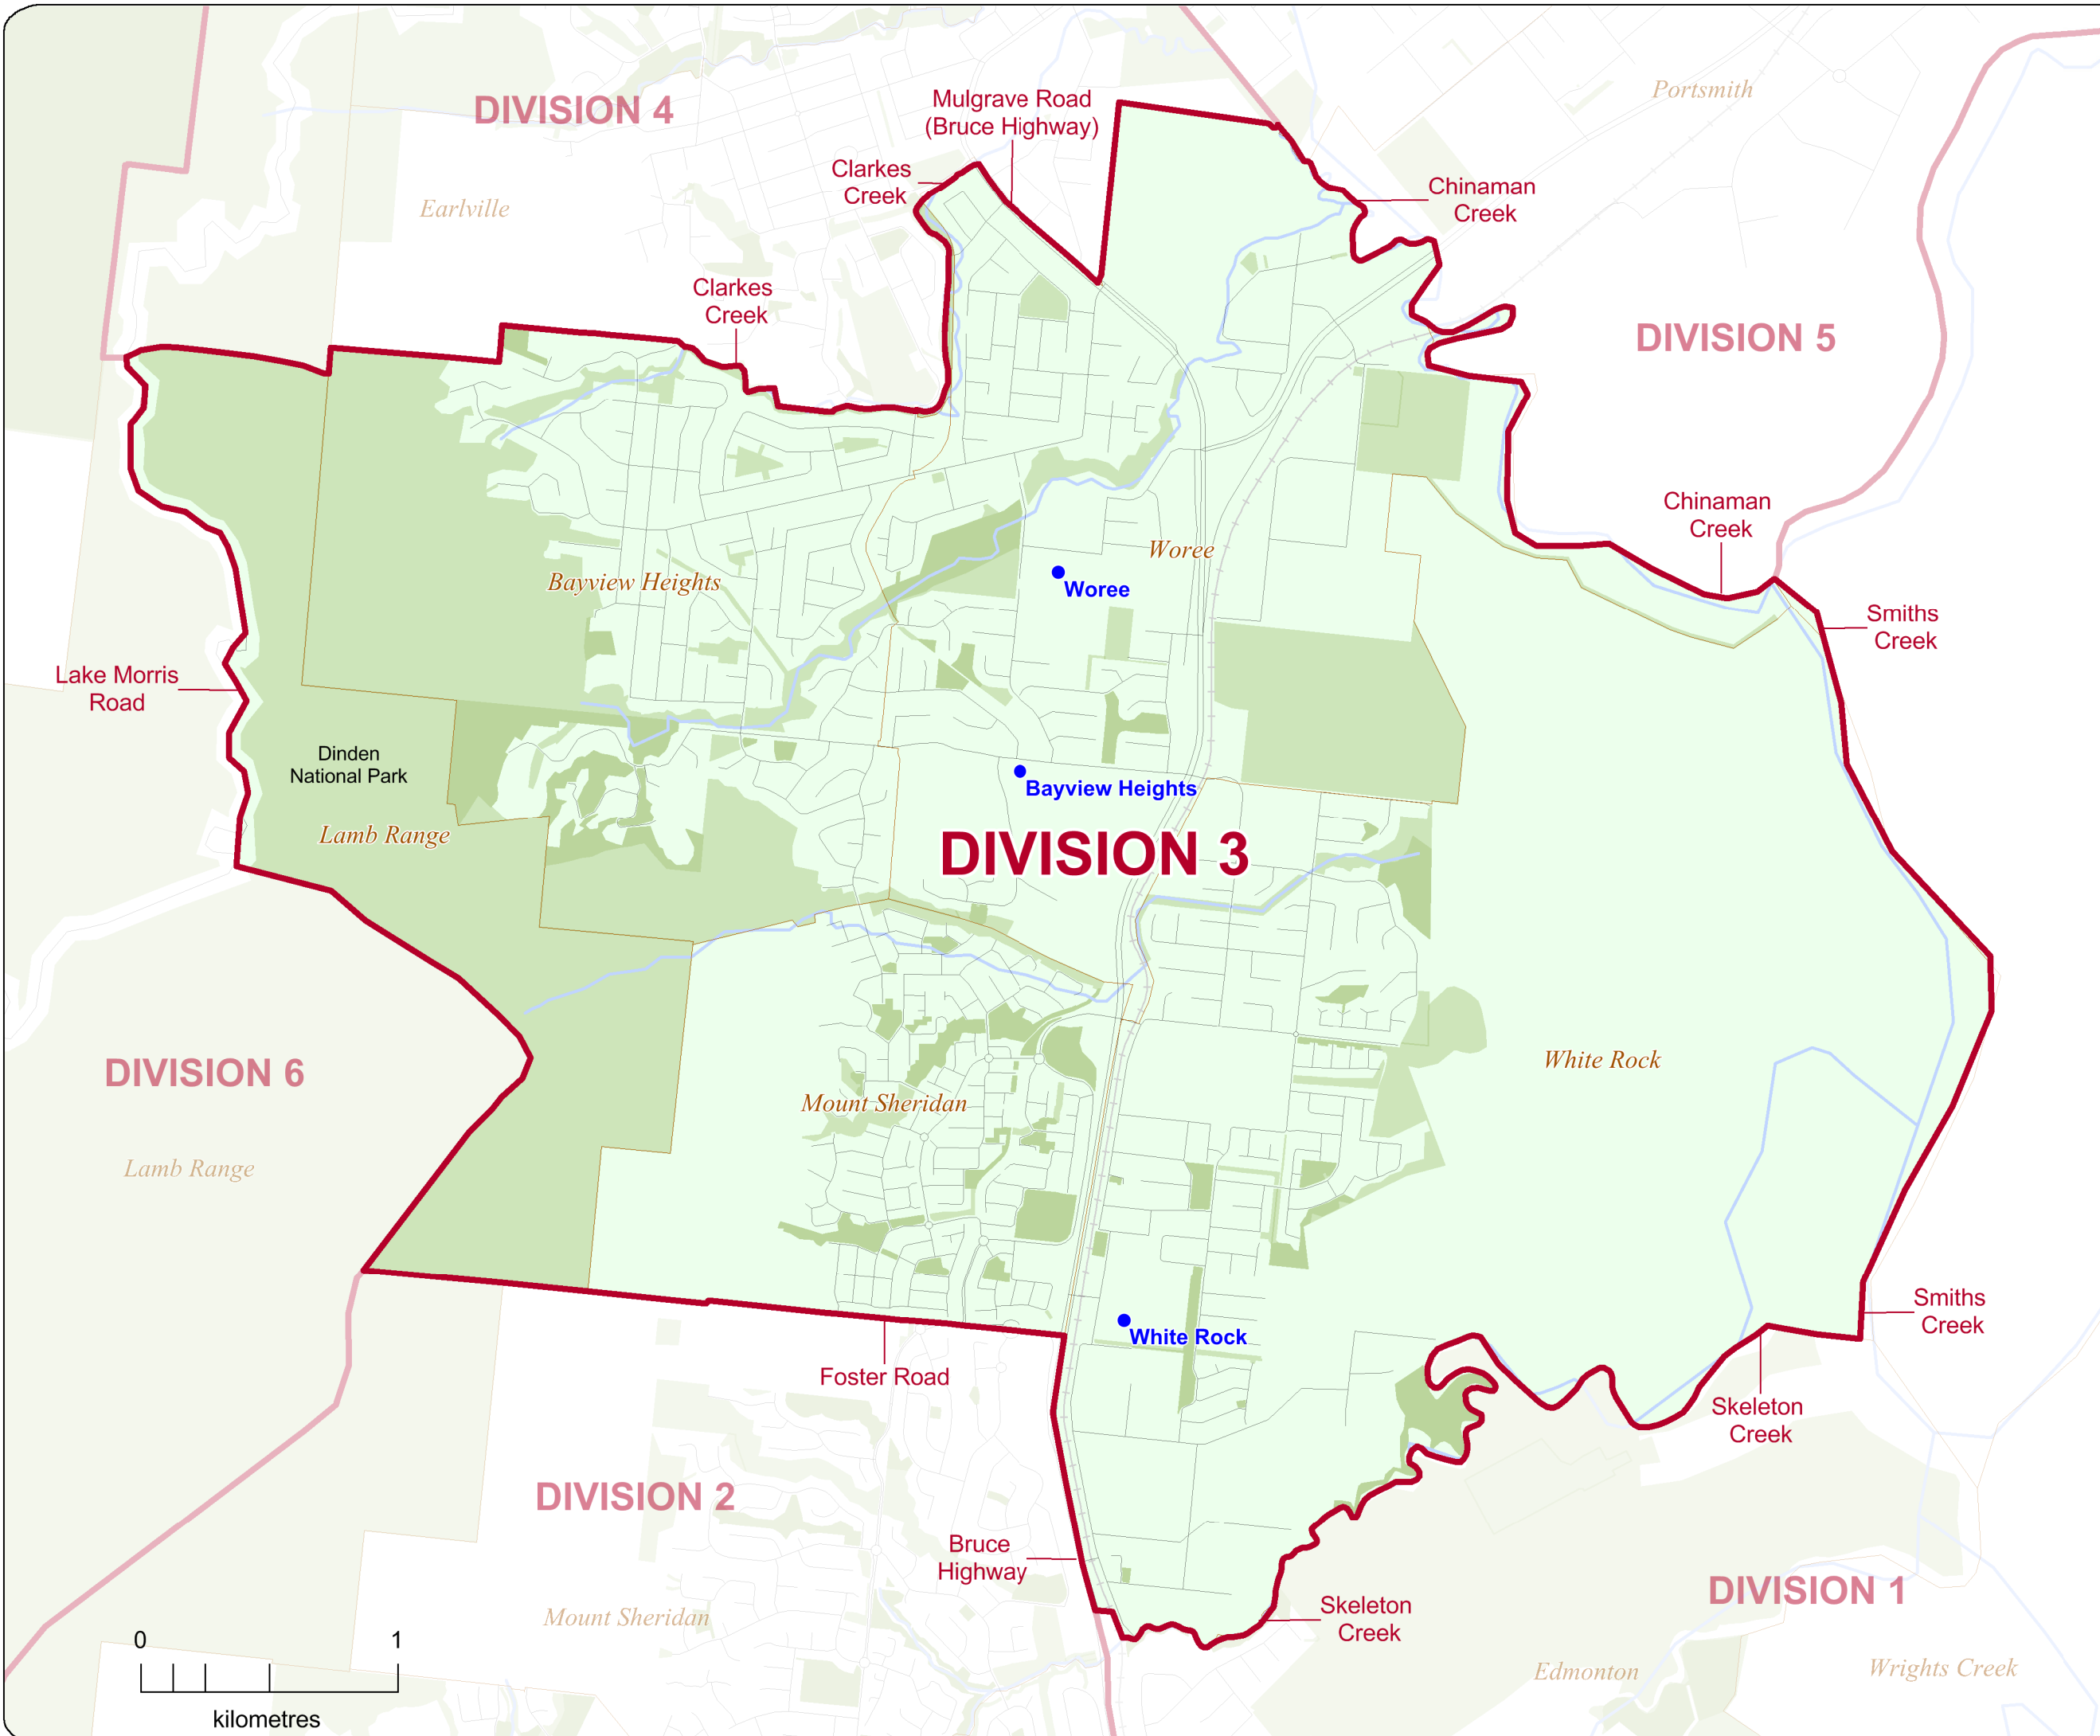 Portsmith
DIVISION 4
Mulgrave Road
(Bruce Highway)
Clarkes
Creek
Chinaman
Creek
Earlville
Clarkes
Creek
DIVISION 5
Chinaman
Creek
Woree
Bayview Heights
Woree
Smiths
Creek
Lake Morris
Road
Dinden
National Park
Bayview Heights
Lamb Range
DIVISION 3
DIVISION 6
White Rock
Mount Sheridan
Lamb Range
Smiths
Creek
White Rock
Foster Road
Skeleton
Creek
DIVISION 2
Bruce
Highway
DIVISION 1
Mount Sheridan
Skeleton
Creek
0 1
Edmonton
Wrights Creek
kilometres